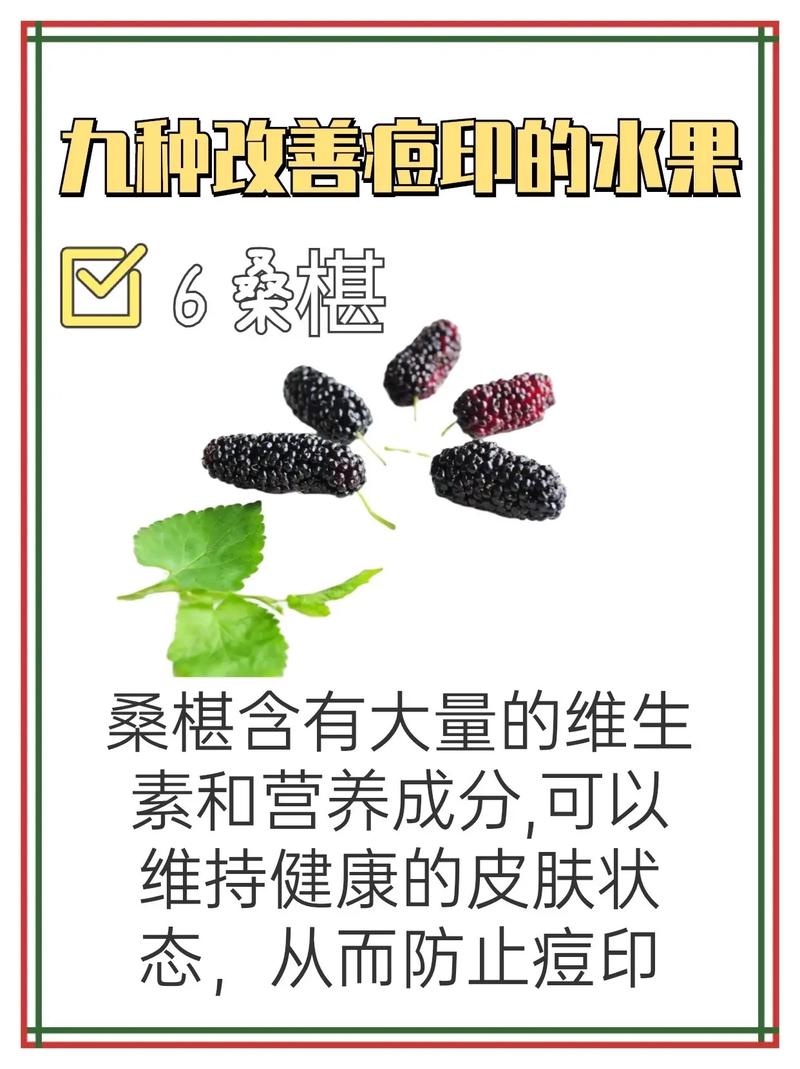 九种改善痘印的水果
6 桑椹
桑椹含有大量的维生
素和营养成分,可以
维持健康的皮肤状
态，从而防止痘印